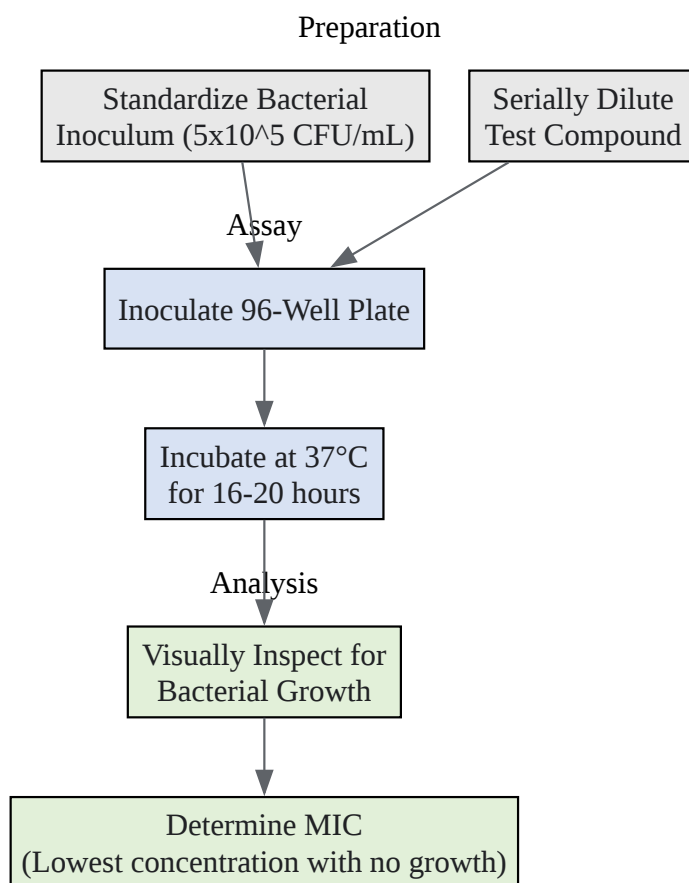 Preparation
Standardize Bacterial
Inoculum (5x10^5 CFU/mL)
Serially Dilute
Test Compound
Assay
Inoculate 96-Well Plate
Incubate at 37°C
for 16-20 hours
Analysis
Visually Inspect for
Bacterial Growth
Determine MIC
(Lowest concentration with no growth)